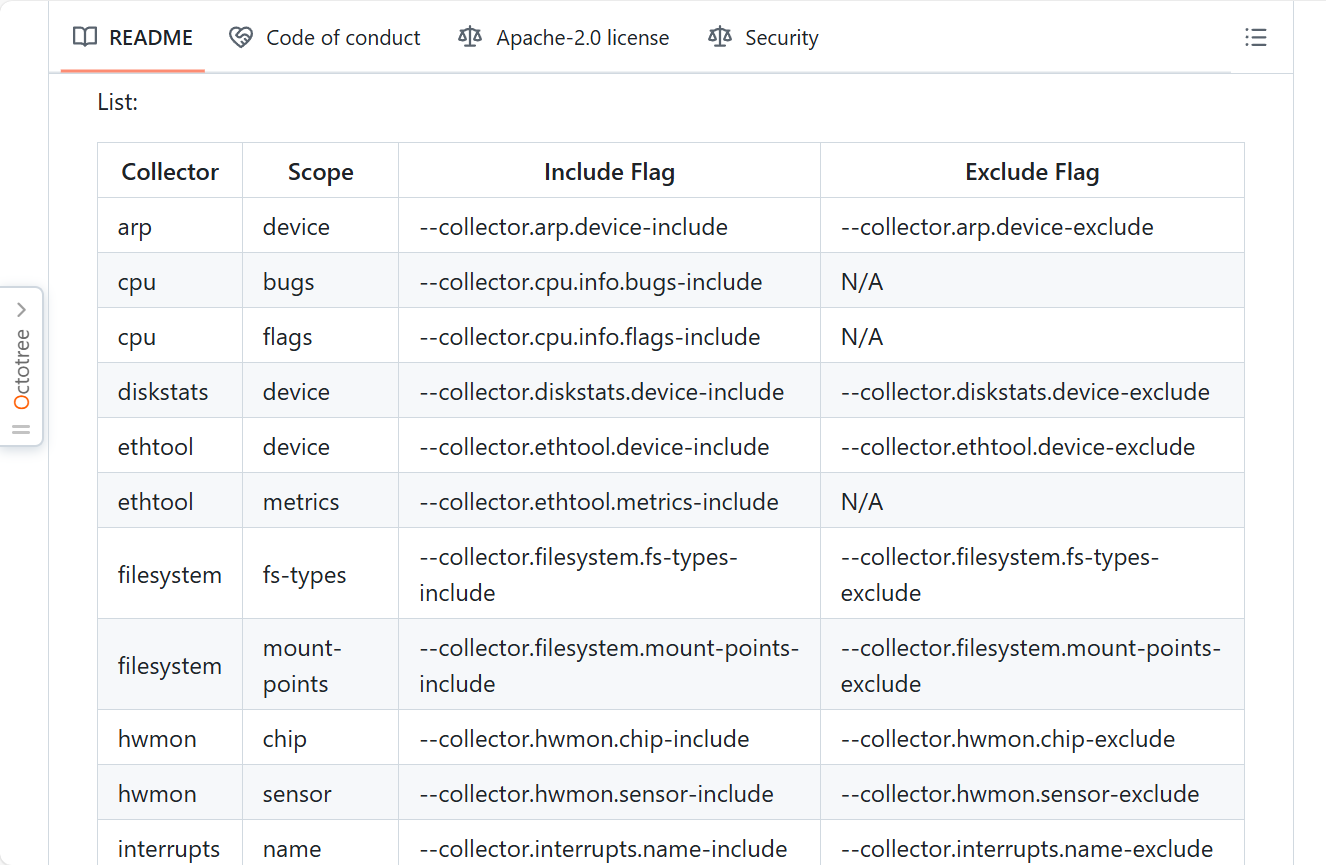 README Code of conduct Apache-2.0 license Security
List:
Collector Scope Include Flag Exclude Flag
arp device --collector.arp.device-include --collector.arp.device-exclude
cpu bugs --collector.cpu.info.bugs-include N/A
cpu flags --collector.cpu.info.flags-include N/A
diskstats device --collector.diskstats.device-include --collector.diskstats.device-exclude
ethtool device --collector.ethtool.device-include --collector.ethtool.device-exclude
ethtool metrics --collector.ethtool.metrics-include N/A
filesystem fs-types --collector.filesystem.fs-types-
include --collector.filesystem.fs-types-
exclude
filesystem mount-
points --collector.filesystem.mount-points-
include --collector.filesystem.mount-points-
exclude
hwmon chip --collector.hwmon.chip-include --collector.hwmon.chip-exclude
hwmon sensor --collector.hwmon.sensor-include --collector.hwmon.sensor-exclude
interrupts name --collector.interrupts.name-include --collector.interrupts.name-exclude
Octotree